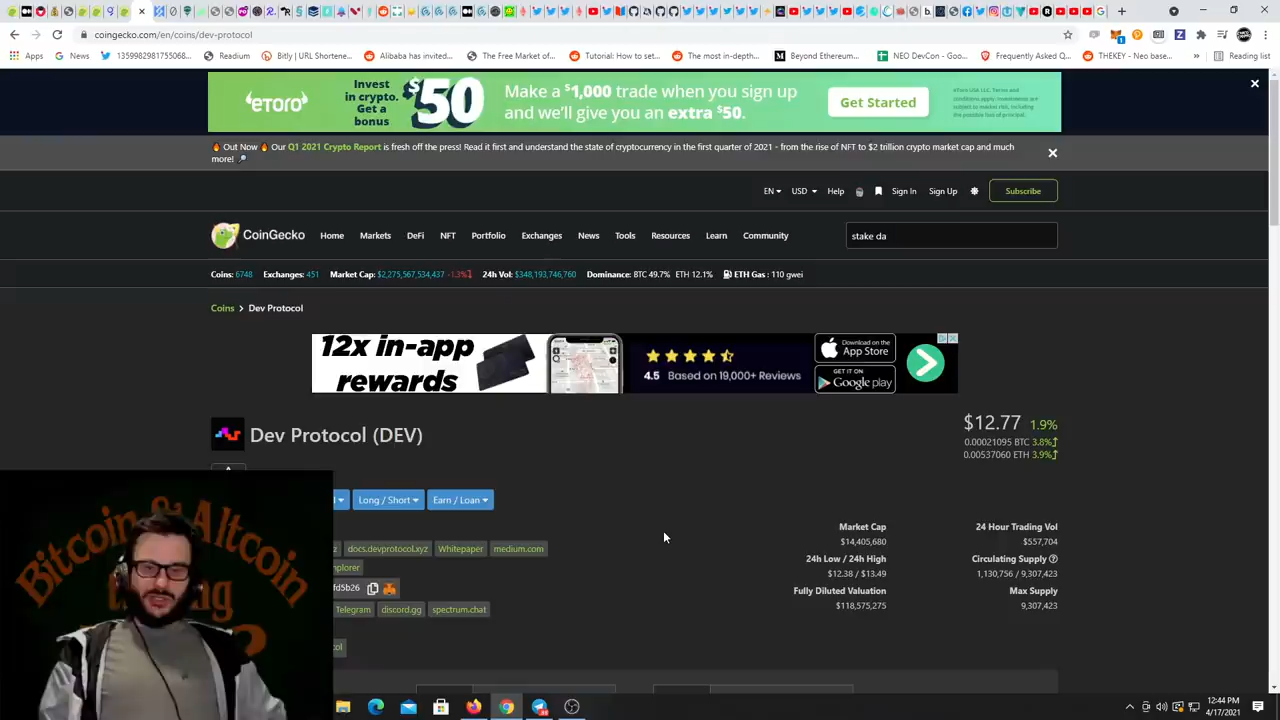 coingecko.com/en/coins/dev-protocol
Apps
News
1359982981755068...
Readium
Bitly | URL Shortene...
Alibaba has invited...
The Free Market of...
Tutorial: How to set...
The most in-depth...
Beyond Ethereum...
NEO DevCon - Goo...
Frequently Asked Q...
THEKEY - Neo base...
»
Reading list
eToro
Invest
in crypto.
Get a
bonus
$50
Make a $1,000 trade when you sign up
and we'll give you an extra $50.
Get Started
🔥 Out Now 🔥 Our Q1 2021 Crypto Report is fresh off the press! Read it first and understand the state of cryptocurrency in the first quarter of 2021 - from the rise of NFT to $2 trillion crypto market cap and much
more! 🔎
EN
USD
Help
Sign In
Sign Up
Subscribe
CoinGecko
Home
Markets
DeFi
NFT
Portfolio
Exchanges
News
Tools
Resources
Learn
Community
stake da
Coins: 6748
Exchanges: 451
Market Cap: $2,275,567,534,437 -1.3%
24h Vol: $348,193,746,760
Dominance: BTC 49.7% ETH 12.1%
ETH Gas : 110 gwei
Coins > Dev Protocol
12x in-app
rewards
4.5 Based on 19,000+ Reviews
Download on the
App Store
GET IT ON
Google play
Dev Protocol (DEV)
$12.77 1.9%
0.00021095 BTC 3.8%
0.00537060 ETH 3.9%
Long / Short
Earn / Loan
Market Cap
$14,405,680
24 Hour Trading Vol
$557,704
docs.devprotocol.xyz
Whitepaper
medium.com
24h Low / 24h High
$12.38 / $13.49
Circulating Supply
1,130,756 / 9,307,423
plorer
fd5b26
Fully Diluted Valuation
$118,575,275
Max Supply
9,307,423
Telegram
discord.gg
spectrum.chat
col
Bitcoin & Altcoin
12:44 PM
4/17/2021